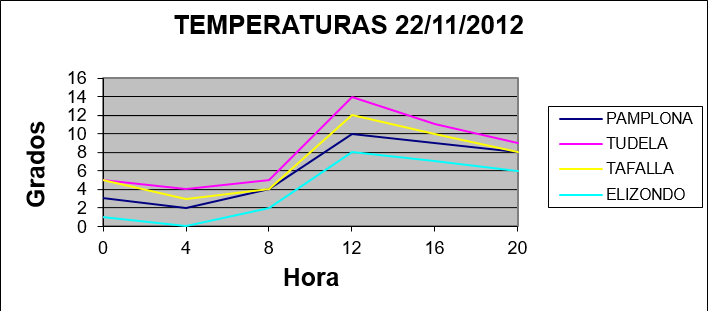 TEMPERATURAS 22/11/2012
Grados
16
14
12
10
8
6
4
2
0
0 4 8 12 16 20
Hora
PAMPLONA
TUDELA
TAFALLA
ELIZONDO